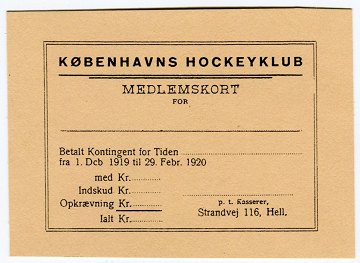 KØBENHAVNS HOCKEYKLUB
MEDLEMSKORT
FOR
Betalt Kontingent for Tiden
fra 1. Dcb 1919 til 29. Febr. 1920
med Kr.
Indskud Kr.
Opkrævning Kr.
Ialt Kr.
p. t. Kasserer,
Strandvej 116, Hell.